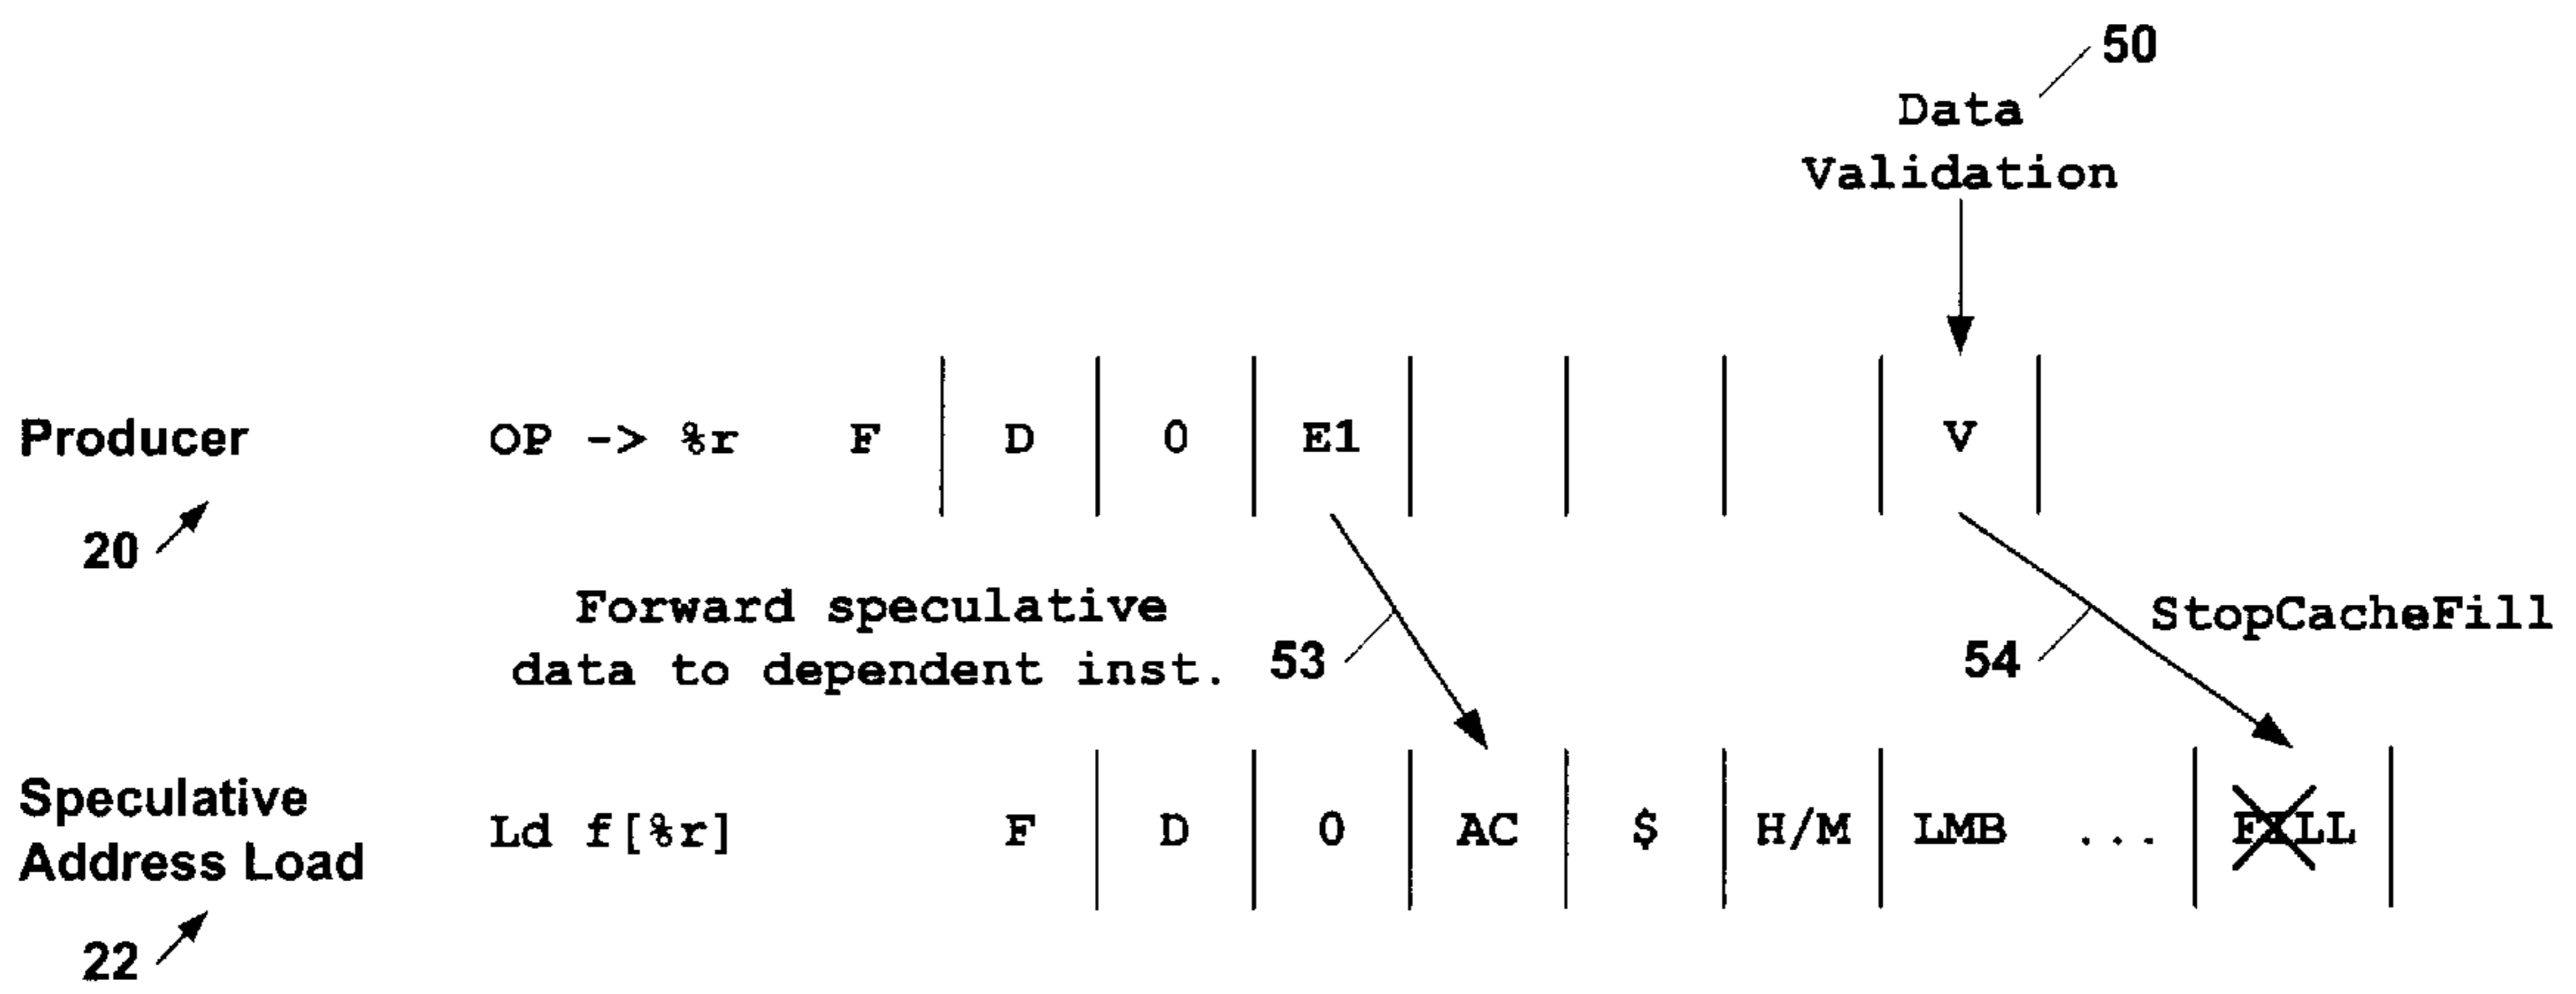 50
Data
Validation
Producer OP -> %r F D 0 E1 V
20
Forward speculative
data to dependent inst. 53
54 StopCacheFill
Speculative
Address Load Ld f[%r] F D 0 AC $ H/M LMB ... FILL
22